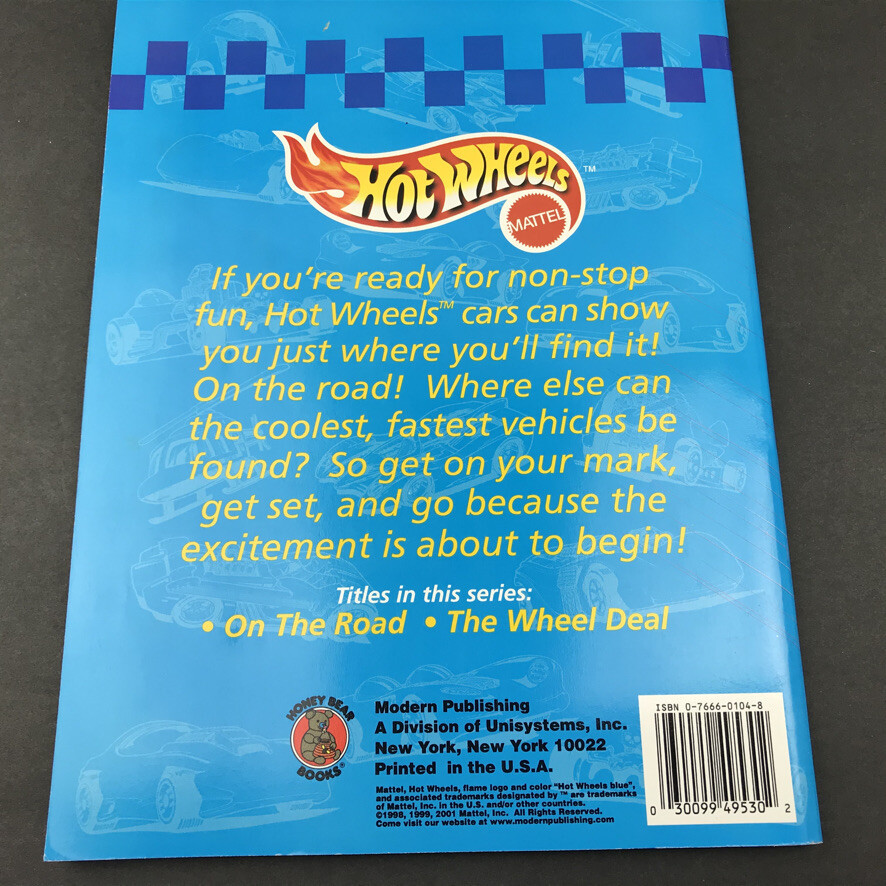 Hot Wheels ™
MATTEL
If you're ready for non-stop
fun, Hot Wheels™ cars can show
you just where you'll find it!
On the road! Where else can
the coolest, fastest vehicles be
found? So get on your mark,
get set, and go because the
excitement is about to begin!
Titles in this series:
• On The Road • The Wheel Deal
HONEY BEAR
BOOKS®
Modern Publishing
A Division of Unisystems, Inc.
New York, New York 10022
Printed in the U.S.A.
Mattel, Hot Wheels, flame logo and color "Hot Wheels blue",
and associated trademarks designated by ™ are trademarks
of Mattel, Inc. in the U.S. and/or other countries.
©1998, 1999, 2001 Mattel, Inc. All Rights Reserved.
Come visit our website at www.modernpublishing.com
ISBN 0-7666-0104-8
0 30099 49530 2